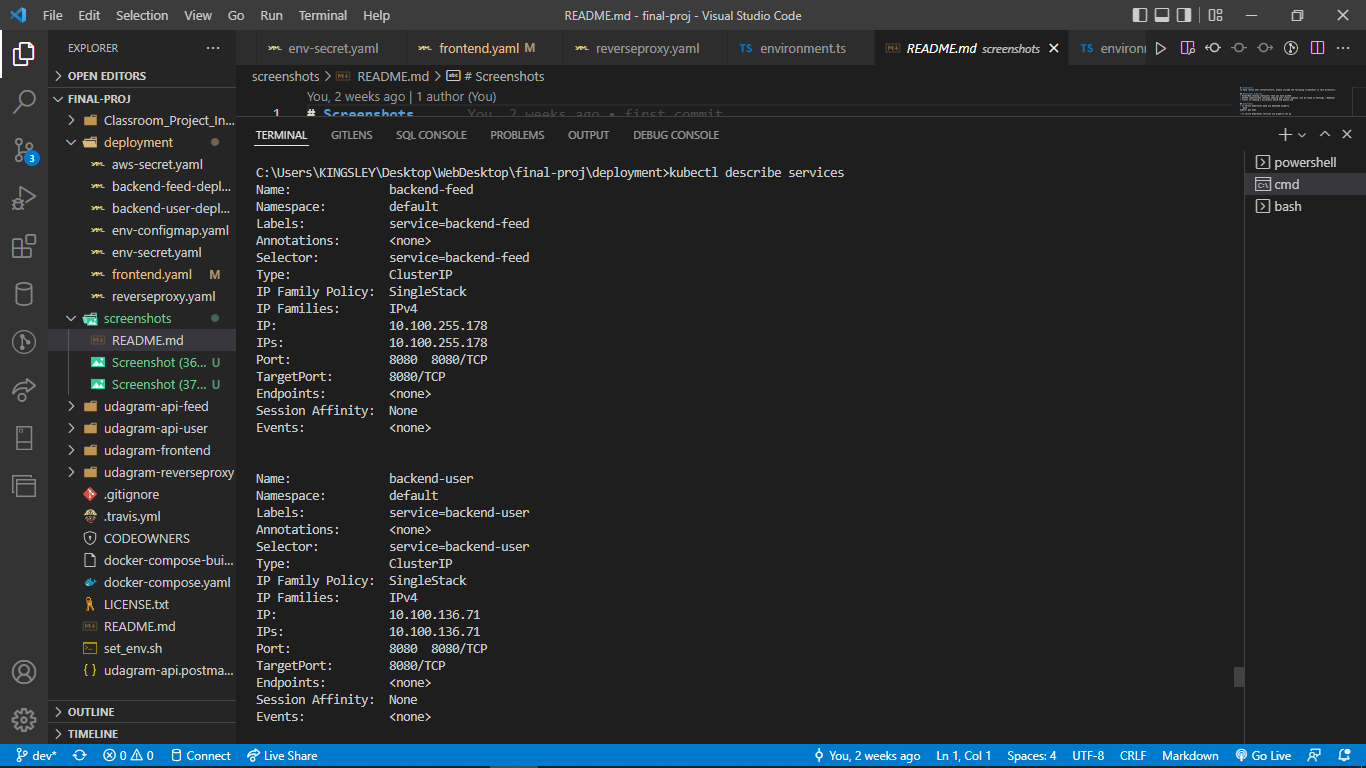 File Edit Selection View Go Run Terminal Help README.md - final-proj - Visual Studio Code
EXPLORER
OPEN EDITORS
FINAL-PROJ
Classroom_Project_In...
deployment
aws-secret.yaml
backend-feed-depl...
backend-user-depl...
env-configmap.yaml
env-secret.yaml
frontend.yaml M
reverseproxy.yaml
screenshots
README.md
Screenshot (36... U
Screenshot (37... U
udagram-api-feed
udagram-api-user
udagram-frontend
udagram-reverseproxy
.gitignore
.travis.yml
CODEOWNERS
docker-compose-bui...
docker-compose.yaml
LICENSE.txt
README.md
set_env.sh
udagram-api.postma...
OUTLINE
TIMELINE
3
env-secret.yaml frontend.yaml M reverseproxy.yaml TS environment.ts README.md screenshots TS environ
screenshots > README.md > # Screenshots
You, 2 weeks ago | 1 author (You)
1 # Screenshots You, 2 weeks ago • first commit
TERMINAL GITLENS SQL CONSOLE PROBLEMS OUTPUT DEBUG CONSOLE
C:\Users\KINGSLEY\Desktop\WebDesktop\final-proj\deployment>kubectl describe services
Name: backend-feed
Namespace: default
Labels: service=backend-feed
Annotations: <none>
Selector: service=backend-feed
Type: ClusterIP
IP Family Policy: SingleStack
IP Families: IPv4
IP: 10.100.255.178
IPs: 10.100.255.178
Port: 8080 8080/TCP
TargetPort: 8080/TCP
Endpoints: <none>
Session Affinity: None
Events: <none>
Name: backend-user
Namespace: default
Labels: service=backend-user
Annotations: <none>
Selector: service=backend-user
Type: ClusterIP
IP Family Policy: SingleStack
IP Families: IPv4
IP: 10.100.136.71
IPs: 10.100.136.71
Port: 8080 8080/TCP
TargetPort: 8080/TCP
Endpoints: <none>
Session Affinity: None
Events: <none>
powershell
cmd
bash
dev* 0 0 Connect Live Share You, 2 weeks ago Ln 1, Col 1 Spaces: 4 UTF-8 CRLF Markdown Go Live